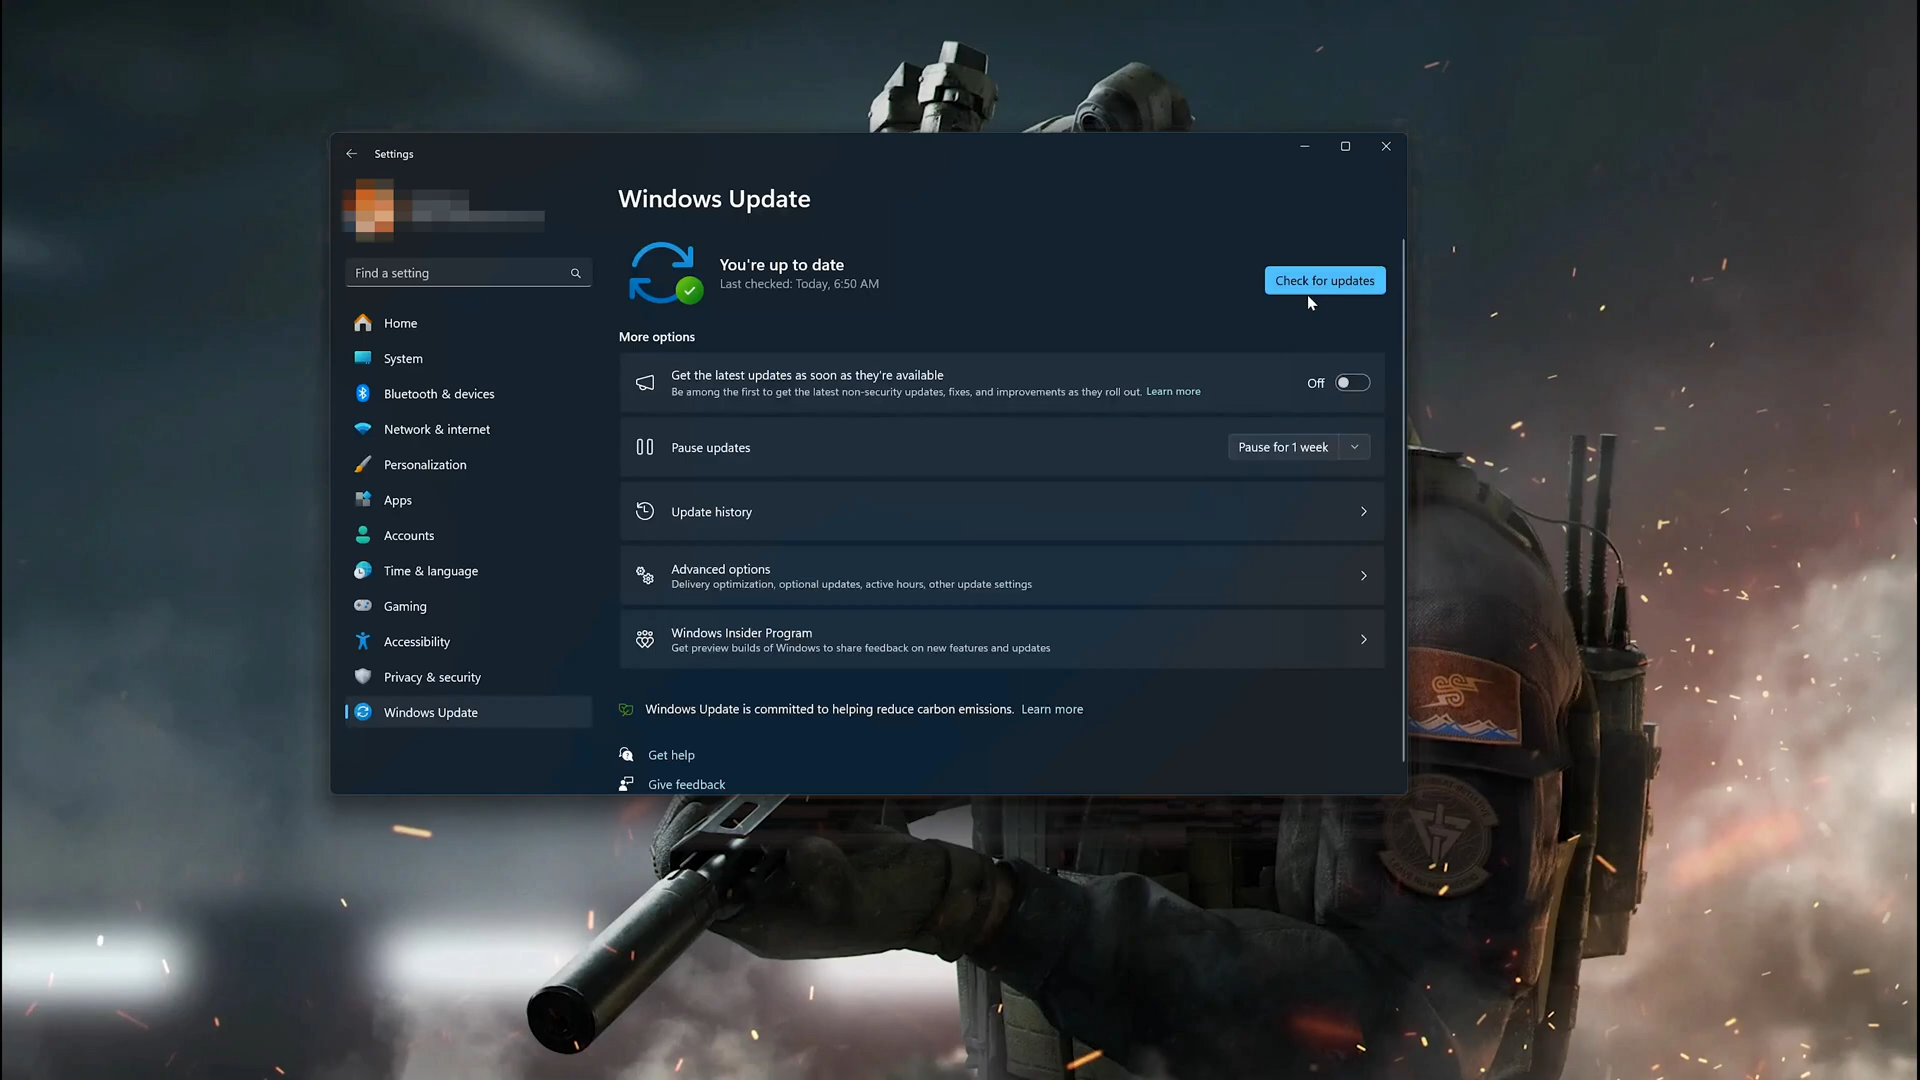 Settings
Find a setting
Home
System
Bluetooth & devices
Network & internet
Personalization
Apps
Accounts
Time & language
Gaming
Accessibility
Privacy & security
Windows Update
Windows Update
You're up to date
Last checked: Today, 6:50 AM
Check for updates
More options
Get the latest updates as soon as they're available
Be among the first to get the latest non-security updates, fixes, and improvements as they roll out. Learn more
Off
Pause updates
Pause for 1 week
Update history
Advanced options
Delivery optimization, optional updates, active hours, other update settings
Windows Insider Program
Get preview builds of Windows to share feedback on new features and updates
Windows Update is committed to helping reduce carbon emissions. Learn more
Get help
Give feedback